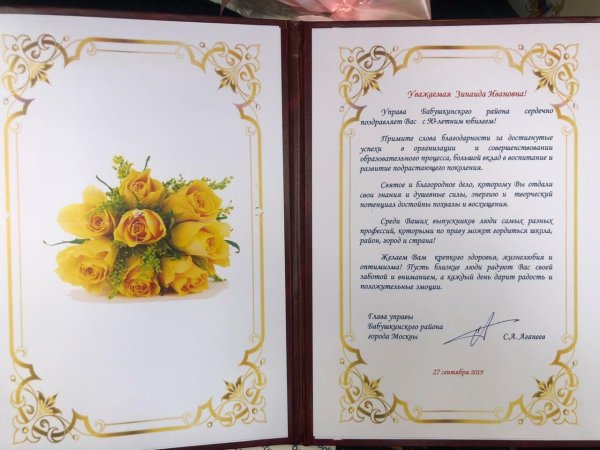 Уважаемая Зинаида Ивановна!
Управа Бабушкинского района сердечно
поздравляет Вас с 90-летним юбилеем!
Примите слова благодарности за достигнутые
успехи в организации и совершенствовании
образовательного процесса, большой вклад в воспитание и
развитие подрастающего поколения.
Святое и благородное дело, которому Вы отдали
свои знания и душевные силы, энергию и творческий
потенциал достойны похвалы и восхищения.
Среди Ваших выпускников люди самых разных
профессий, которыми по праву может гордиться школа,
район, город и страна!
Желаем Вам крепкого здоровья, жизнелюбия и
оптимизма! Пусть близкие люди радуют Вас своей
заботой и вниманием, а каждый день дарит радость и
положительные эмоции.
Глава управы
Бабушкинского района
города Москвы С.А. Аганеев
27 сентября 2019